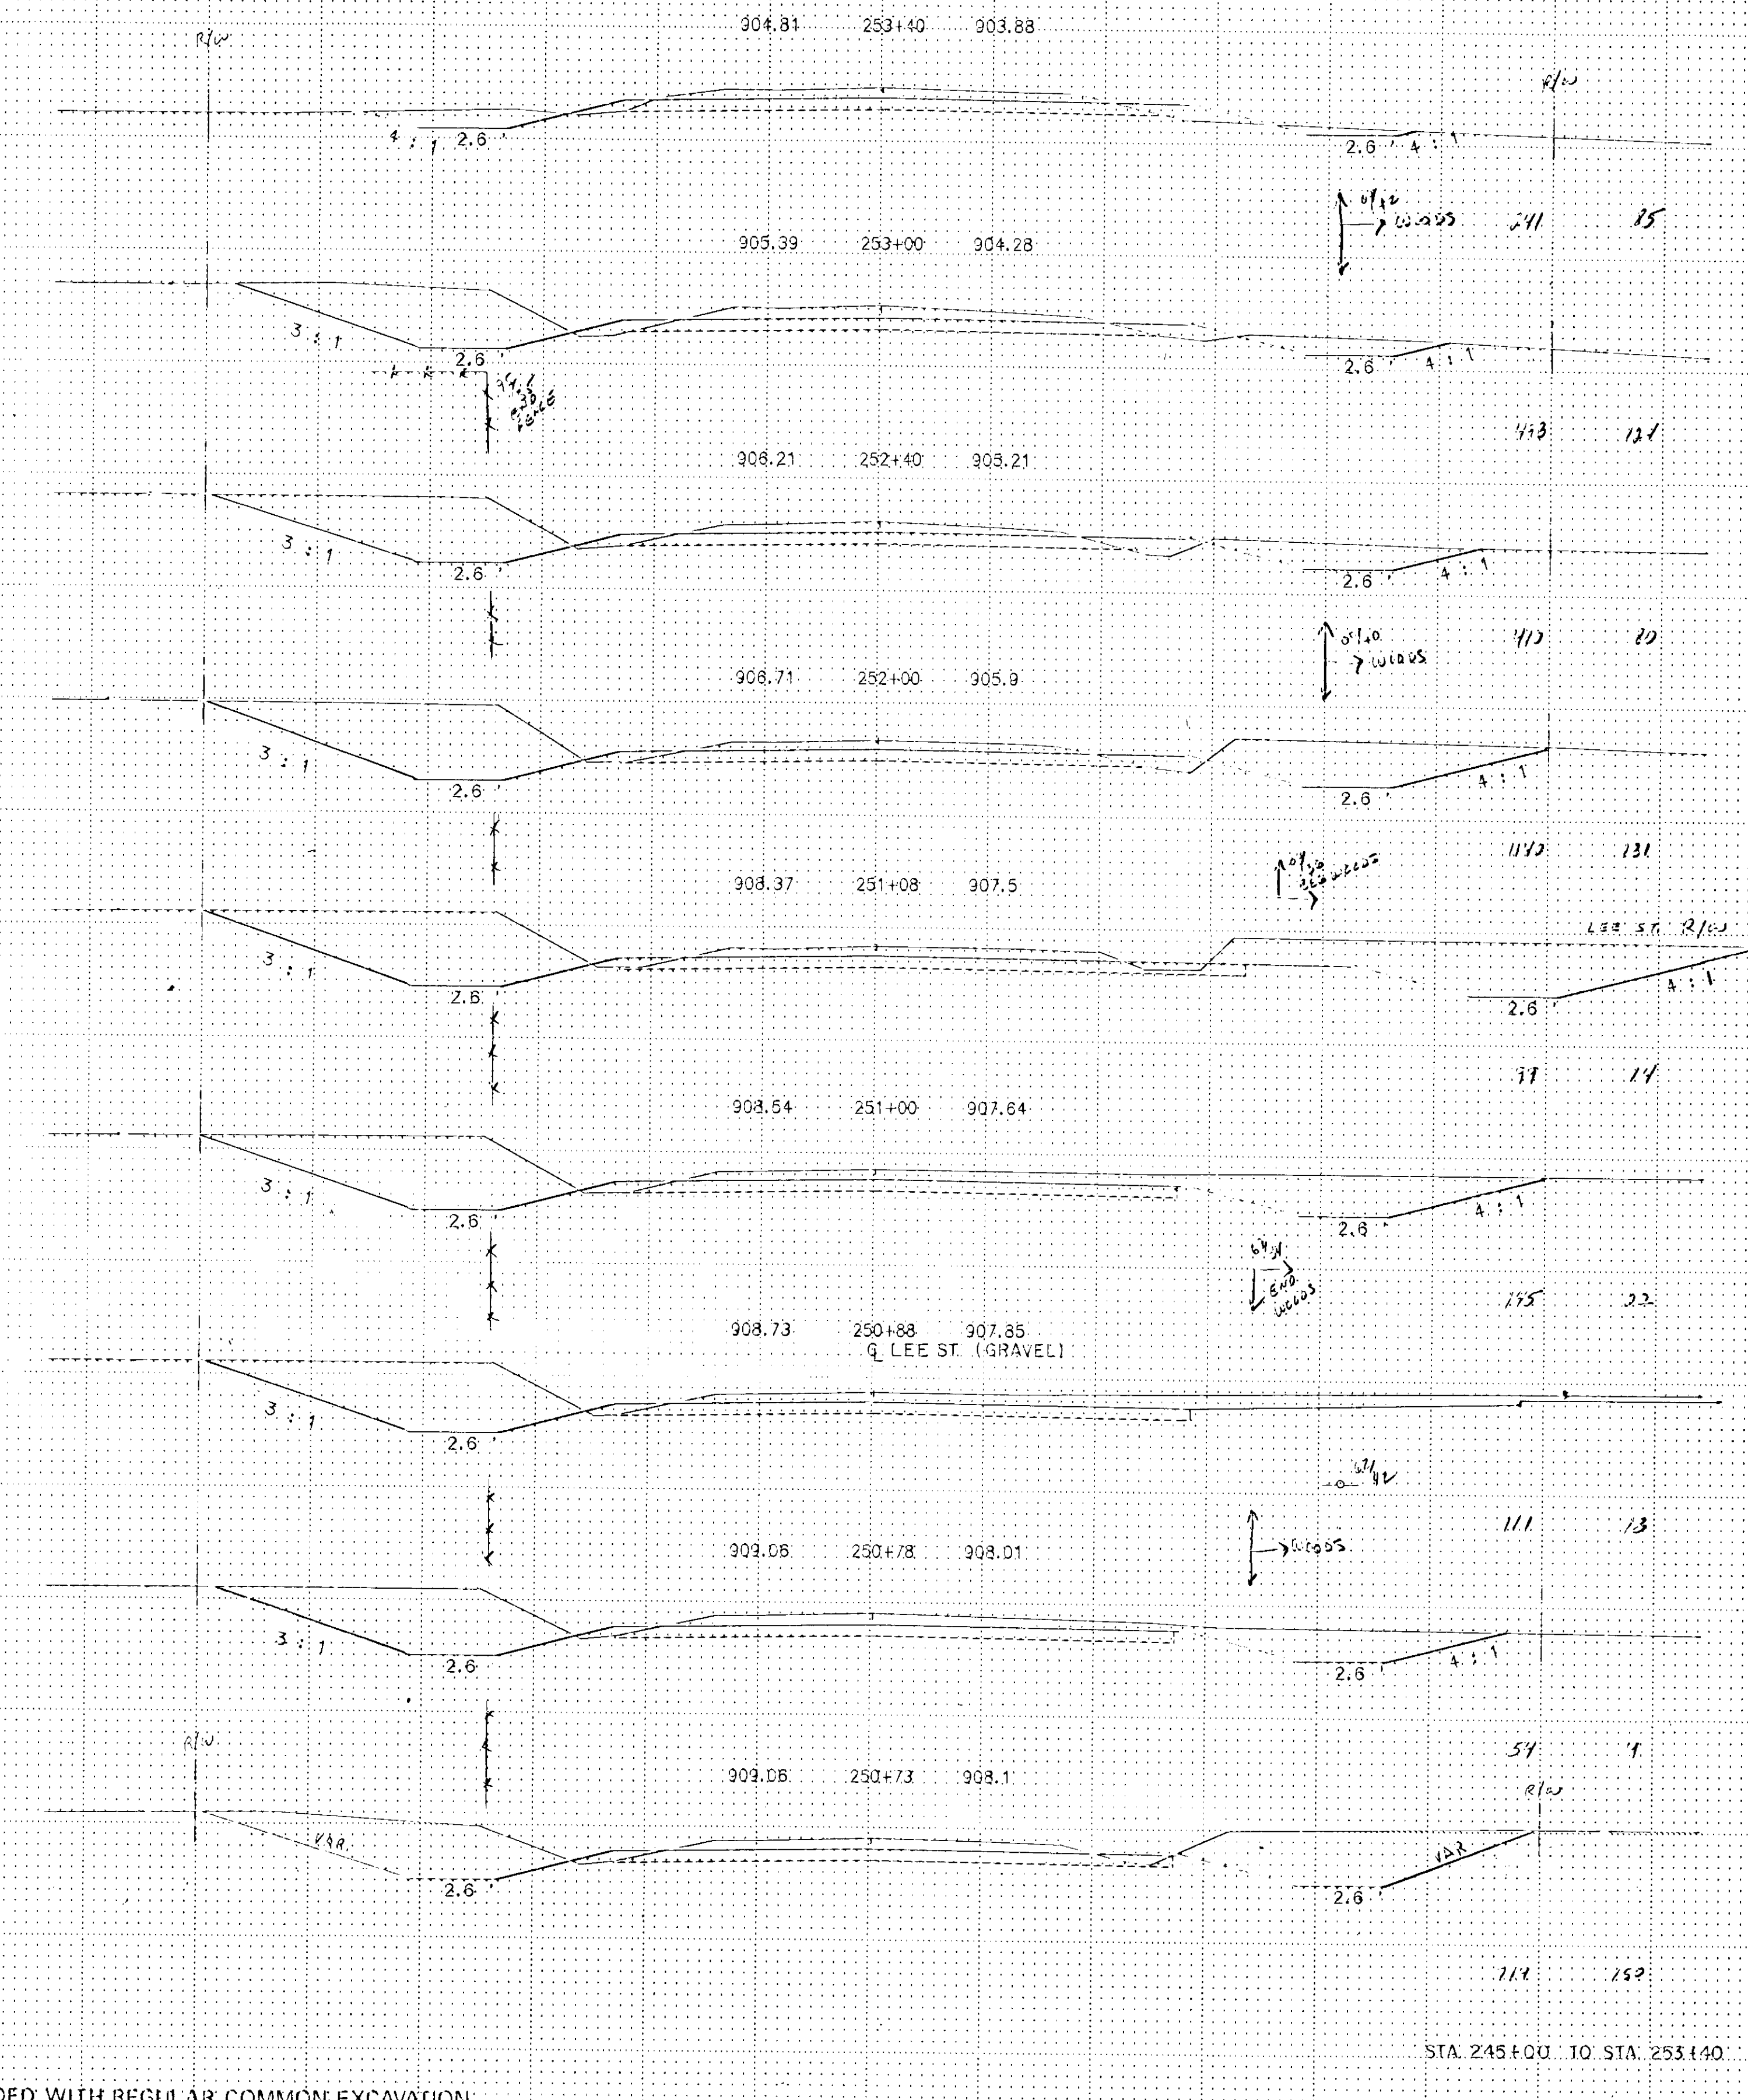 904.81 253+40 903.88
R/W
R/W
4 : 1 2.6 '
2.6 ' 4 : 1
WOODS 241 85
905.39 253+00 904.28
3 : 1
2.6
2.6 ' 4 : 1
END
FENCE
906.21 252+40 905.21
3 : 1
2.6 '
2.6 ' 4 : 1
80
WOODS
906.71 252+00 905.9
3 : 1
2.6 '
2.6 ' 4 : 1
131
908.37 251+08 907.5
LEE ST. R/W
3 : 1
2.6 '
2.6 ' 4 : 1
14
908.54 251+00 907.64
3 : 1
2.6 '
2.6 ' 4 : 1
END
WOODS
22
908.73 250+88 907.85
℄ LEE ST. (GRAVEL)
3 : 1
2.6 '
111 13
WOODS
909.06 250+78 908.01
3 : 1
2.6 '
2.6 ' 4 : 1
R/W
909.06 250+73 908.1
R/W
VAR.
VAR
2.6 '
2.6 '
STA. 245+00 TO STA. 253+40
WITH REGULAR COMMON EXCAVATION